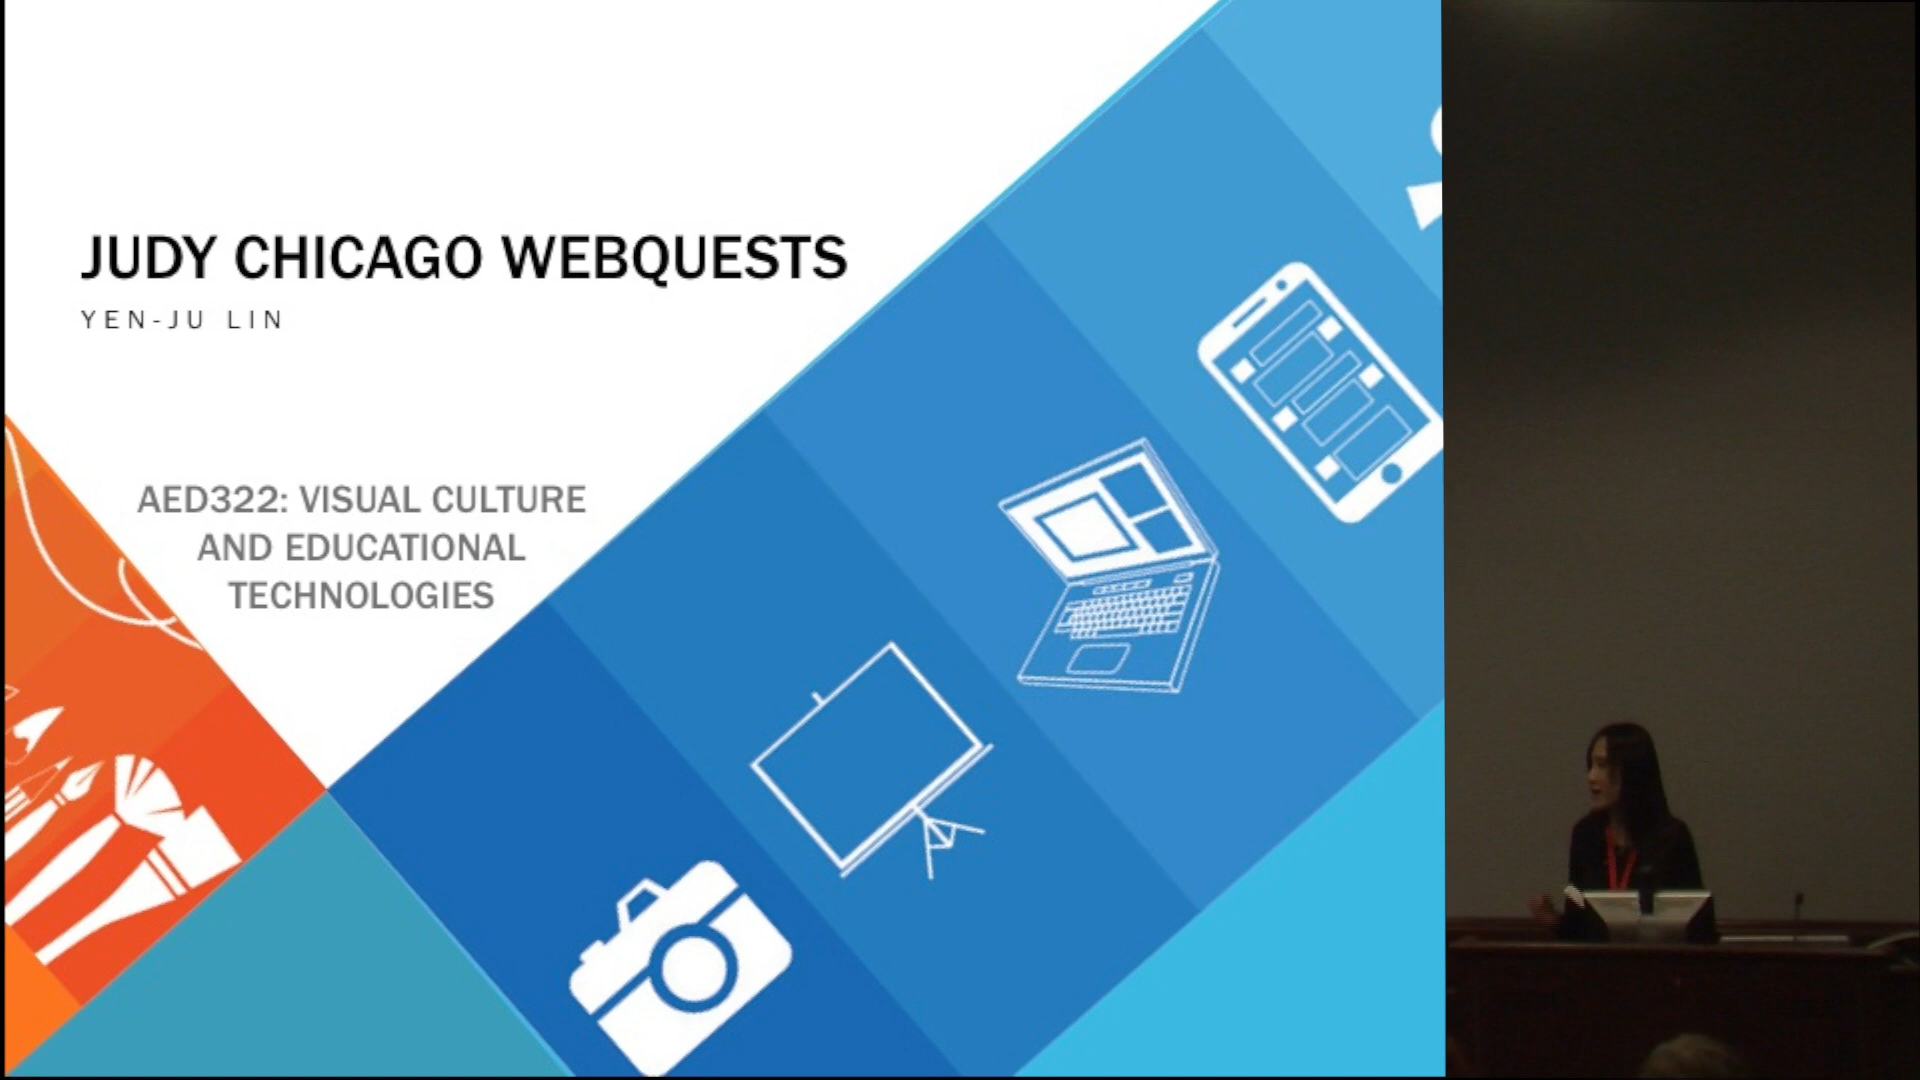 JUDY CHICAGO WEBQUESTS
YEN-JU LIN
AED322: VISUAL CULTURE
AND EDUCATIONAL
TECHNOLOGIES